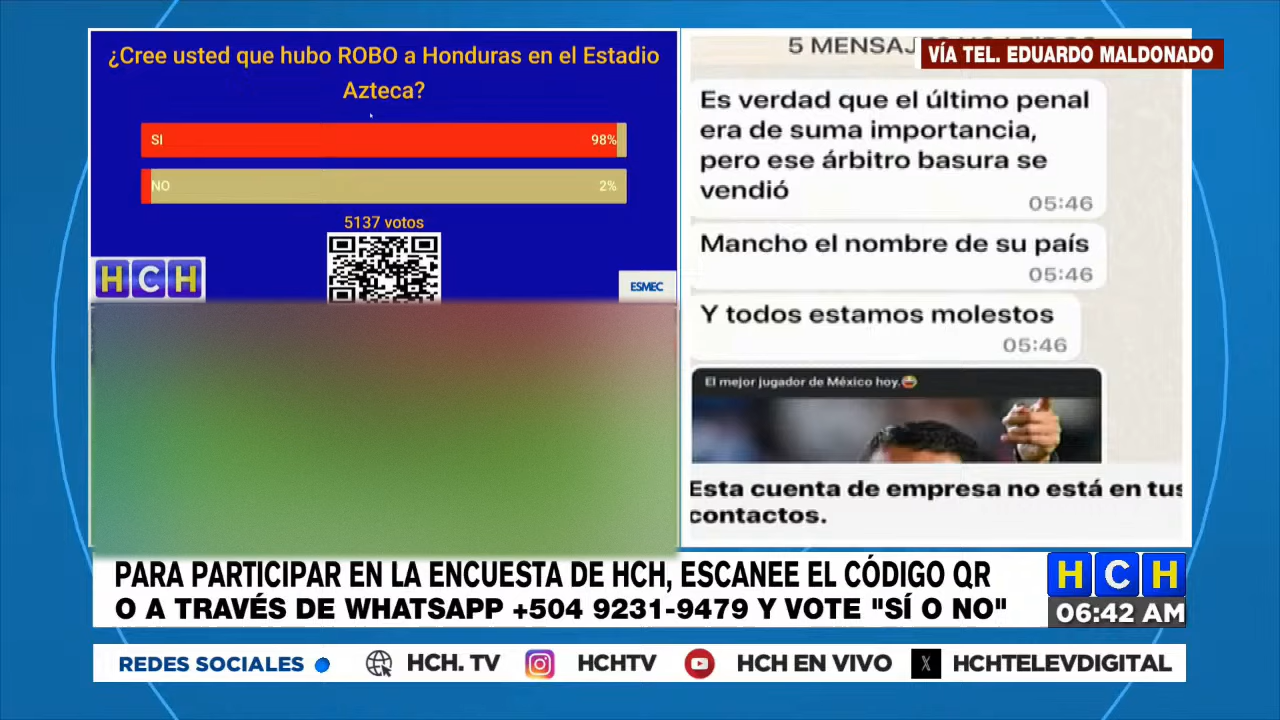 ¿Cree usted que hubo ROBO a Honduras en el Estadio
Azteca?
SI 98%
NO 2%
5137 votos
HCH
ESMEC
5 MENSAJES NO LEÍDOS
VÍA TEL. EDUARDO MALDONADO
Es verdad que el último penal
era de suma importancia,
pero ese árbitro basura se
vendió
05:46
Mancho el nombre de su país
05:46
Y todos estamos molestos
05:46
El mejor jugador de México hoy.
Esta cuenta de empresa no está en tus
contactos.
PARA PARTICIPAR EN LA ENCUESTA DE HCH, ESCANEE EL CÓDIGO QR
O A TRAVÉS DE WHATSAPP +504 9231-9479 Y VOTE "SÍ O NO"
HCH
06:42 AM
REDES SOCIALES HCH. TV HCHTV HCH EN VIVO HCHTELEVDIGITAL